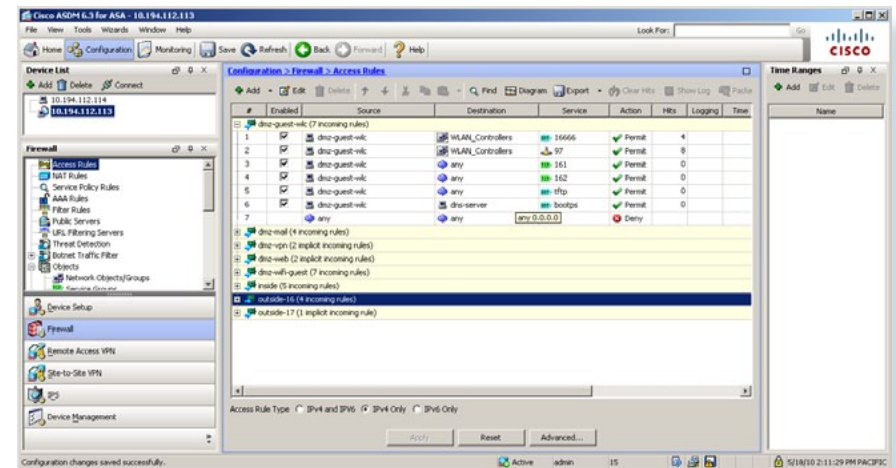 Cisco ASDM 6.3 for ASA - 10.194.112.113
File View Tools Wizards Window Help
Look For:
Go
Home Configuration Monitoring Save Refresh Back Forward Help
CISCO
Device List
Add Delete Connect
10.194.112.114
10.194.112.113
Firewall
Access Rules
NAT Rules
Service Policy Rules
AAA Rules
Filter Rules
Public Servers
URL Filtering Servers
Threat Detection
Botnet Traffic Filter
Objects
Network Objects/Groups
Service Groups
Device Setup
Firewall
Remote Access VPN
Site-to-Site VPN
IPS
Device Management
Configuration > Firewall > Access Rules
Add Edit Delete Find Diagram Export Clear Hits Show Log Packe
# Enabled Source Destination Service Action Hits Logging Time
dmz-guest-wlc (7 incoming rules)
1 dmz-guest-wlc WLAN_Controllers 16666 Permit 4
2 dmz-guest-wlc WLAN_Controllers 97 Permit 8
3 dmz-guest-wlc any 161 Permit 0
4 dmz-guest-wlc any 162 Permit 0
5 dmz-guest-wlc any tftp Permit 0
6 dmz-guest-wlc dns-server bootps Permit 0
7 any any any 0.0.0.0 Deny
dmz-mail (4 incoming rules)
dmz-vpn (2 implicit incoming rules)
dmz-web (2 implicit incoming rules)
dmz-wifi-guest (7 incoming rules)
inside (5 incoming rules)
outside-16 (4 incoming rules)
outside-17 (1 implicit incoming rule)
Access Rule Type IPv4 and IPv6 IPv4 Only IPv6 Only
Apply Reset Advanced...
Time Ranges
Add Edit Delete
Name
Configuration changes saved successfully.
Active admin 15
5/18/10 2:11:29 PM PACIFIC